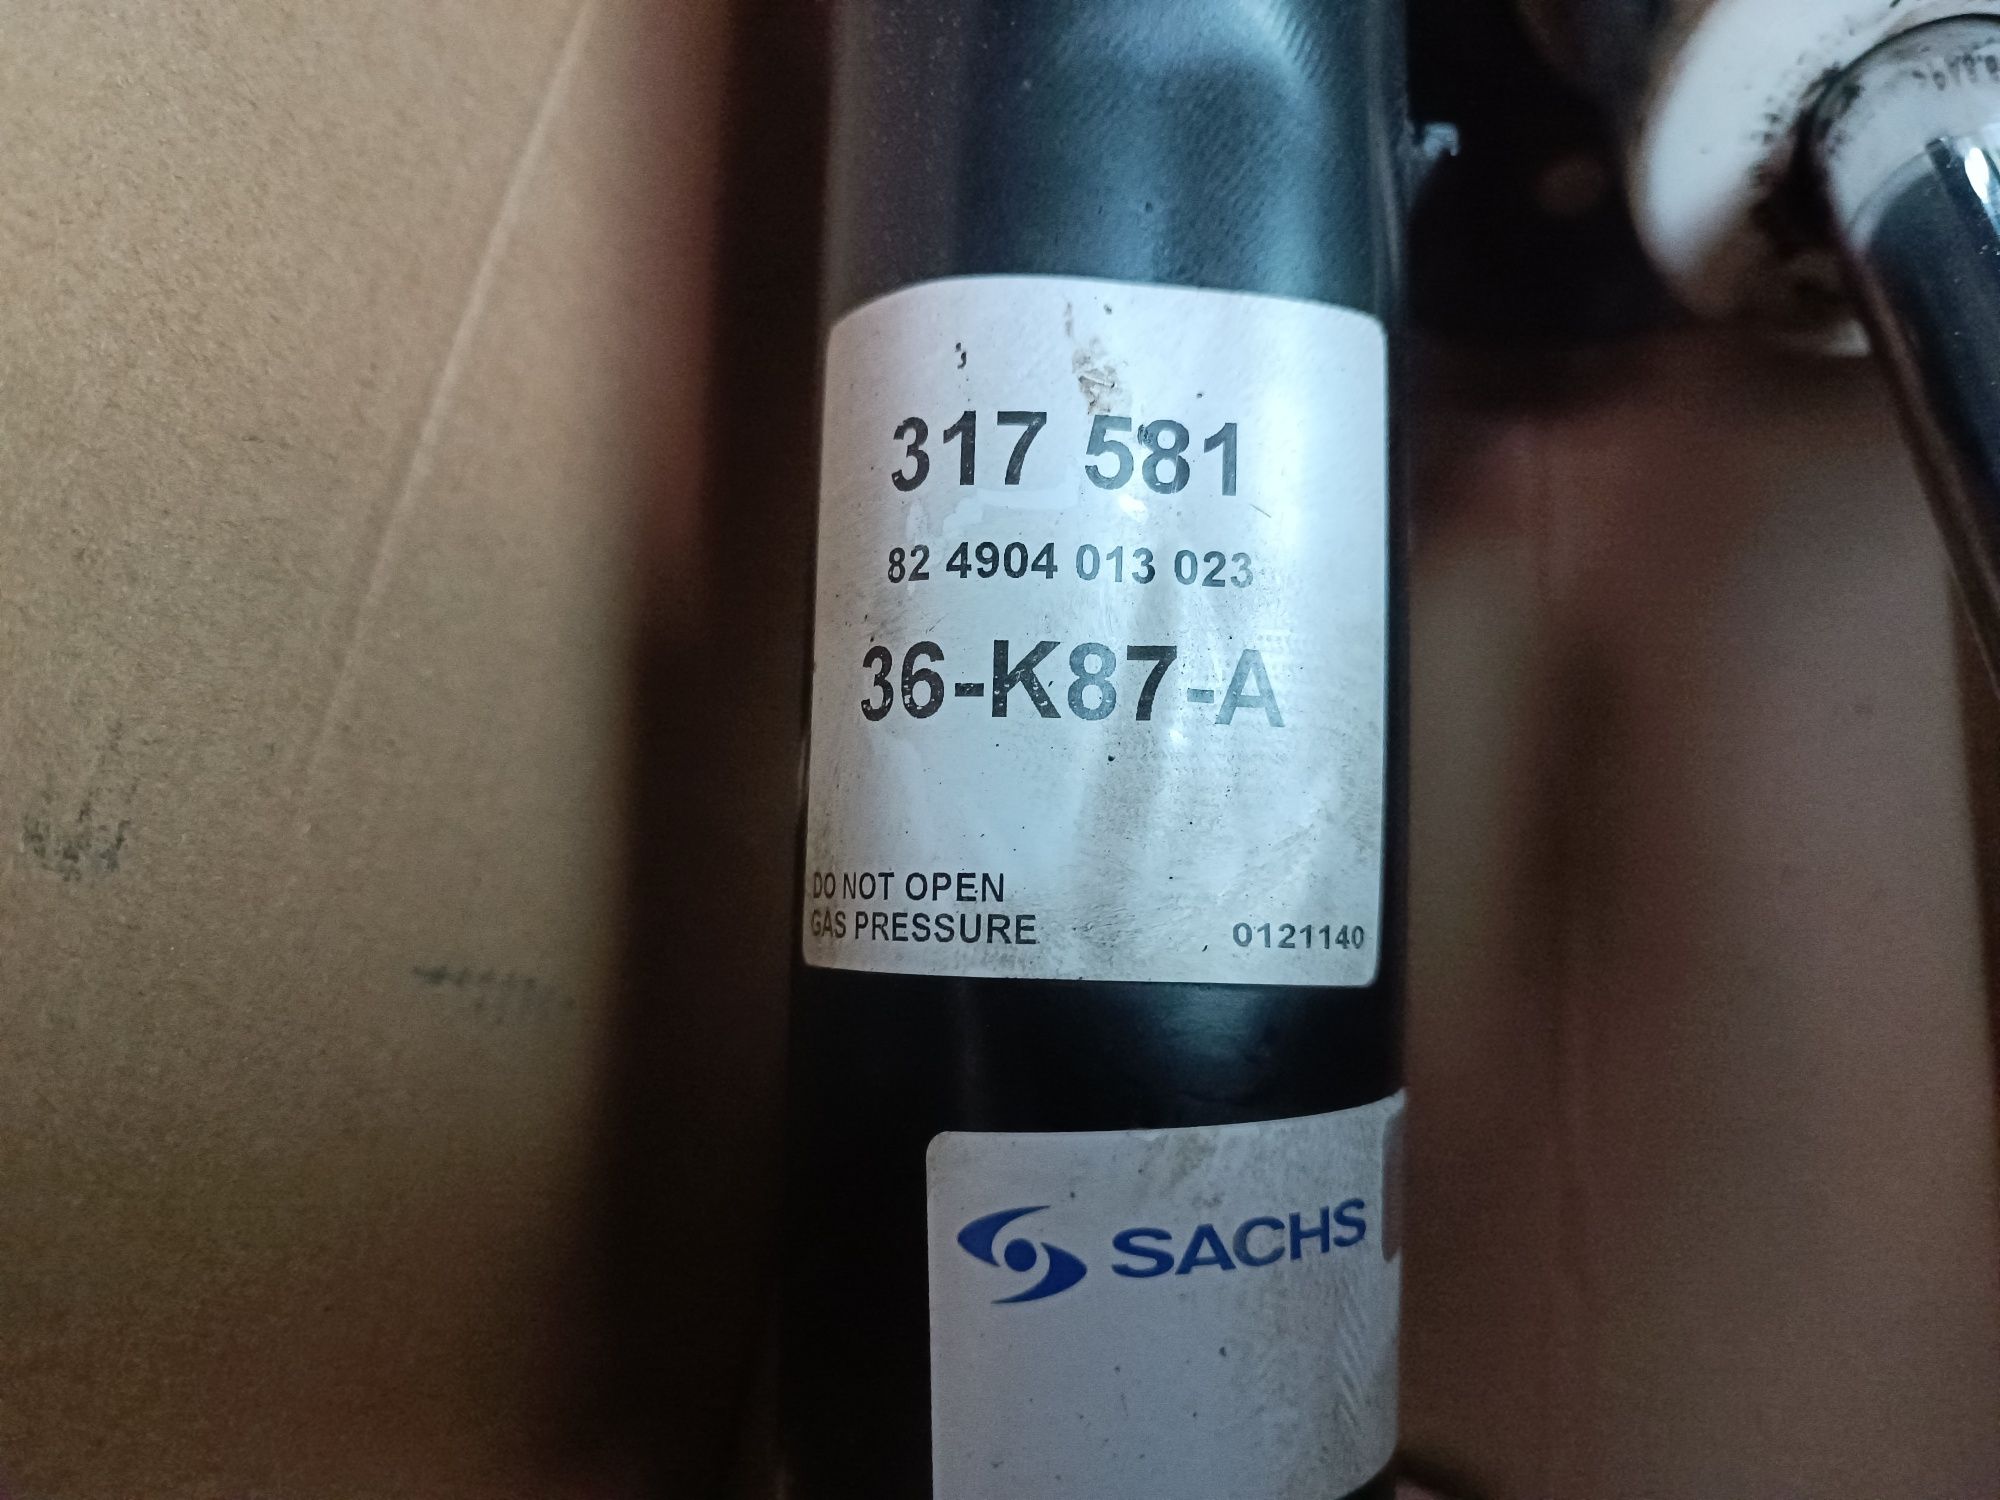 317 581
82 4904 013 023
36-K87-A
DO NOT OPEN
GAS PRESSURE
0121140
SACHS